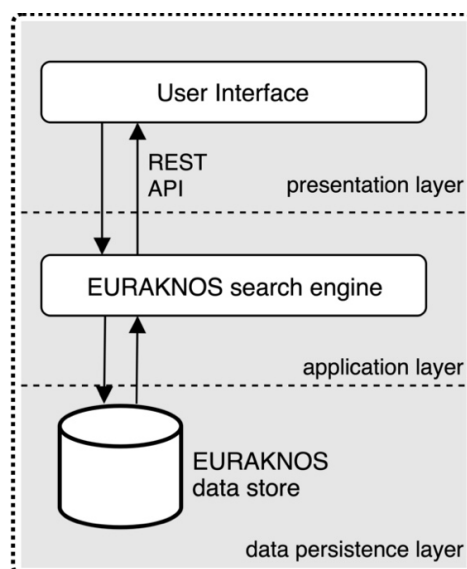 User Interface
REST
API
presentation layer
EURAKNOS search engine
application layer
EURAKNOS
data store
data persistence layer